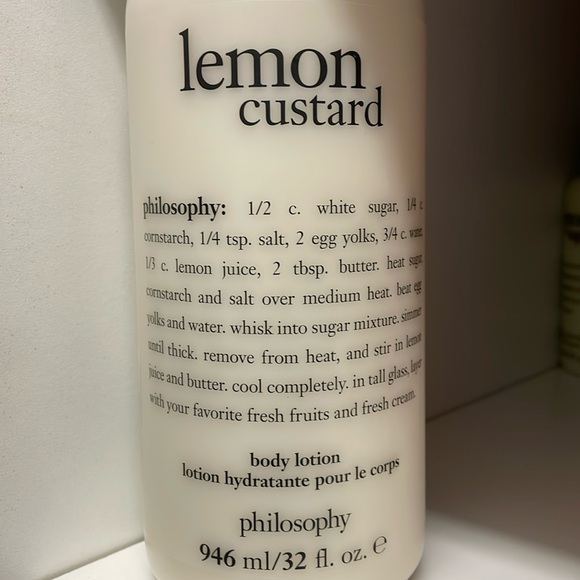 lemon
custard
philosophy: 1/2 c. white sugar, 1/4 c.
cornstarch, 1/4 tsp. salt, 2 egg yolks, 3/4 c. water,
1/3 c. lemon juice, 2 tbsp. butter. heat sugar,
cornstarch and salt over medium heat. beat egg
yolks and water. whisk into sugar mixture. simmer
until thick. remove from heat, and stir in lemon
juice and butter. cool completely. in tall glass, layer
with your favorite fresh fruits and fresh cream.
body lotion
lotion hydratante pour le corps
philosophy
946 ml/32 fl. oz. ℮